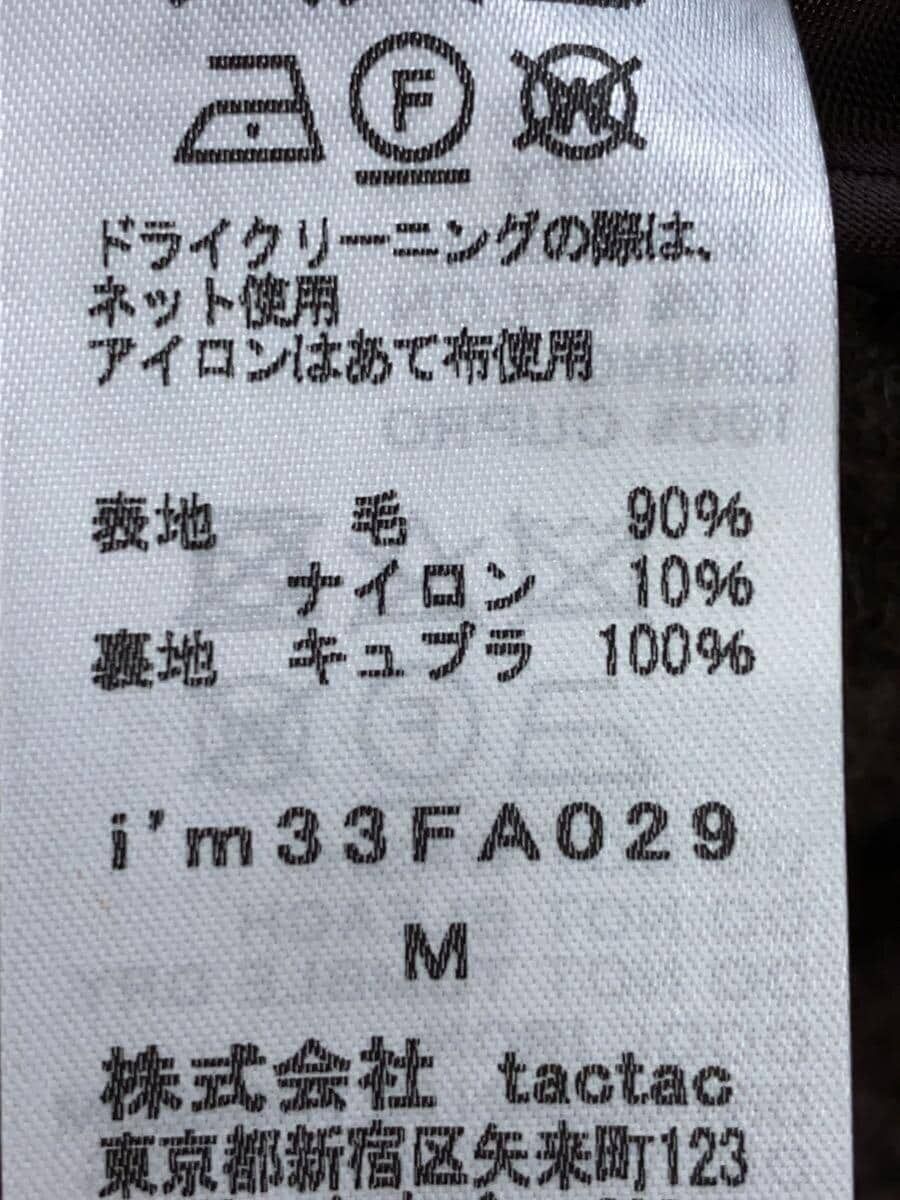 F W
ドライクリーニングの際は、
ネット使用
アイロンはあて布使用
表地 毛 90%
ナイロン 10%
裏地 キュプラ 100%
i'm33FA029
M
株式会社 tactac
東京都新宿区矢来町123